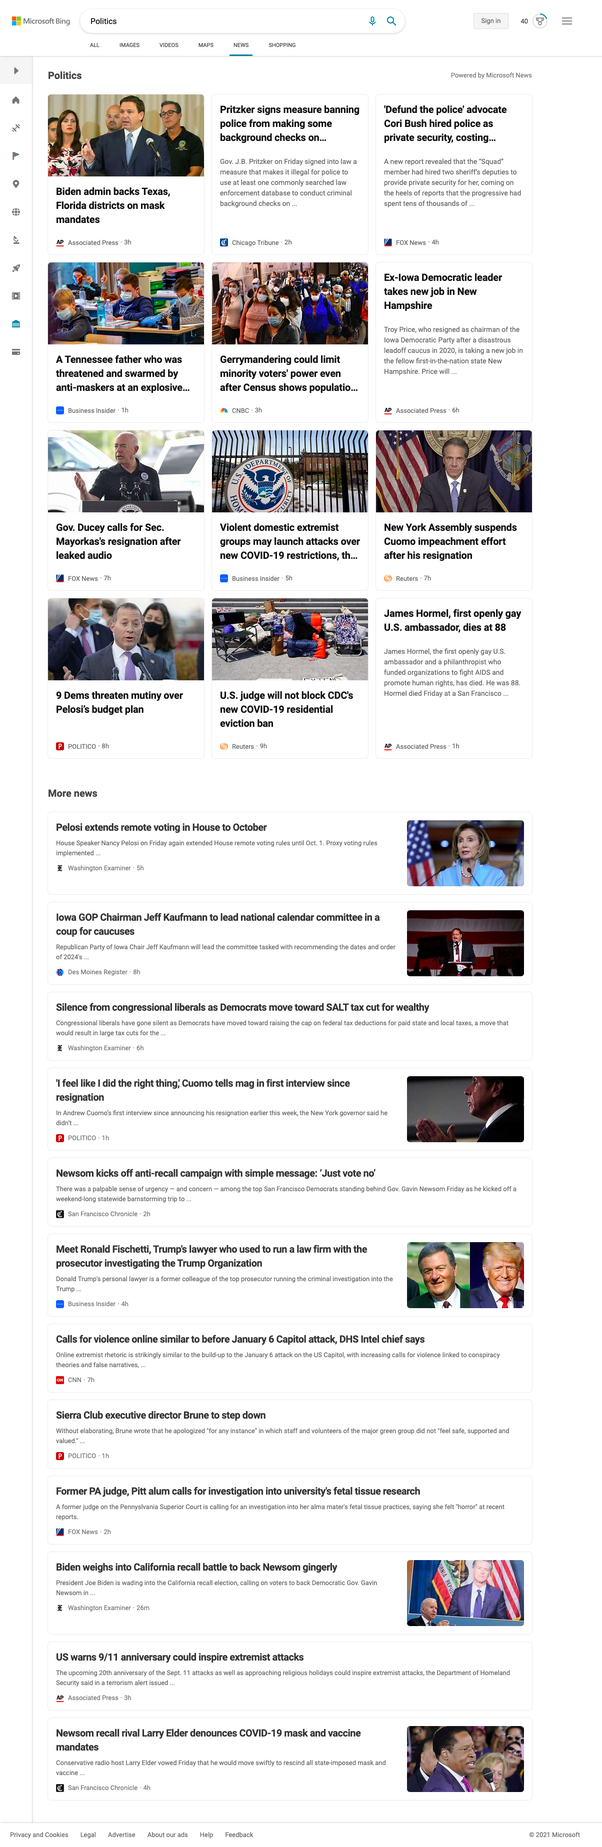 Microsoft Bing
Politics
Sign in
40
ALL
IMAGES
VIDEOS
MAPS
NEWS
SHOPPING
Politics
Powered by Microsoft News
Biden admin backs Texas,
Florida districts on mask
mandates
AP Associated Press · 3h
Pritzker signs measure banning
police from making some
background checks on...
Gov. J.B. Pritzker on Friday signed into law a
measure that makes it illegal for police to
use at least one commonly searched law
enforcement database to conduct criminal
background checks on ...
Chicago Tribune · 2h
'Defund the police' advocate
Cori Bush hired police as
private security, costing...
A new report revealed that the "Squad"
member had hired two sheriff's deputies to
provide private security for her, coming on
the heels of reports that the progressive had
spent tens of thousands of ...
FOX News · 4h
A Tennessee father who was
threatened and swarmed by
anti-maskers at an explosive...
Business Insider · 1h
Gerrymandering could limit
minority voters' power even
after Census shows populatio...
CNBC · 3h
Ex-Iowa Democratic leader
takes new job in New
Hampshire
Troy Price, who resigned as chairman of the
Iowa Democratic Party after a disastrous
leadoff caucus in 2020, is taking a new job in
the fellow first-in-the-nation state New
Hampshire. Price will ...
AP Associated Press · 6h
Gov. Ducey calls for Sec.
Mayorkas's resignation after
leaked audio
FOX News · 7h
Violent domestic extremist
groups may launch attacks over
new COVID-19 restrictions, th...
Business Insider · 5h
New York Assembly suspends
Cuomo impeachment effort
after his resignation
Reuters · 7h
9 Dems threaten mutiny over
Pelosi's budget plan
POLITICO · 8h
U.S. judge will not block CDC's
new COVID-19 residential
eviction ban
Reuters · 9h
James Hormel, first openly gay
U.S. ambassador, dies at 88
James Hormel, the first openly gay U.S.
ambassador and a philanthropist who
funded organizations to fight AIDS and
promote human rights, has died. He was 88.
Hormel died Friday at a San Francisco ...
AP Associated Press · 1h
More news
Pelosi extends remote voting in House to October
House Speaker Nancy Pelosi on Friday again extended House remote voting rules until Oct. 1. Proxy voting rules
implemented ...
Washington Examiner · 5h
Iowa GOP Chairman Jeff Kaufmann to lead national calendar committee in a
coup for caucuses
Republican Party of Iowa Chair Jeff Kaufmann will lead the committee tasked with recommending the dates and order
of 2024's ...
Des Moines Register · 8h
Silence from congressional liberals as Democrats move toward SALT tax cut for wealthy
Congressional liberals have gone silent as Democrats have moved toward raising the cap on federal tax deductions for paid state and local taxes, a move that
would result in large tax cuts for the ...
Washington Examiner · 6h
'I feel like I did the right thing,' Cuomo tells mag in first interview since
resignation
In Andrew Cuomo's first interview since announcing his resignation earlier this week, the New York governor said he
didn't ...
POLITICO · 1h
Newsom kicks off anti-recall campaign with simple message: 'Just vote no'
There was a palpable sense of urgency — and concern — among the top San Francisco Democrats standing behind Gov. Gavin Newsom Friday as he kicked off a
weekend-long statewide barnstorming trip to ...
San Francisco Chronicle · 2h
Meet Ronald Fischetti, Trump's lawyer who used to run a law firm with the
prosecutor investigating the Trump Organization
Donald Trump's personal lawyer is a former colleague of the top prosecutor running the criminal investigation into the
Trump ...
Business Insider · 4h
Calls for violence online similar to before January 6 Capitol attack, DHS Intel chief says
Online extremist rhetoric is strikingly similar to the build-up to the January 6 attack on the US Capitol, with increasing calls for violence linked to conspiracy
theories and false narratives, ...
CNN · 7h
Sierra Club executive director Brune to step down
Without elaborating, Brune wrote that he apologized "for any instance" in which staff and volunteers of the major green group did not "feel safe, supported and
valued." ...
POLITICO · 1h
Former PA judge, Pitt alum calls for investigation into university's fetal tissue research
A former judge on the Pennsylvania Superior Court is calling for an investigation into her alma mater's fetal tissue practices, saying she felt "horror" at recent
reports.
FOX News · 2h
Biden weighs into California recall battle to back Newsom gingerly
President Joe Biden is wading into the California recall election, calling on voters to back Democratic Gov. Gavin
Newsom in ...
Washington Examiner · 26m
US warns 9/11 anniversary could inspire extremist attacks
The upcoming 20th anniversary of the Sept. 11 attacks as well as approaching religious holidays could inspire extremist attacks, the Department of Homeland
Security said in a terrorism alert issued ...
AP Associated Press · 3h
Newsom recall rival Larry Elder denounces COVID-19 mask and vaccine
mandates
Conservative radio host Larry Elder vowed Friday that he would move swiftly to rescind all state-imposed mask and
vaccine ...
San Francisco Chronicle · 4h
Privacy and Cookies
Legal
Advertise
About our ads
Help
Feedback
© 2021 Microsoft